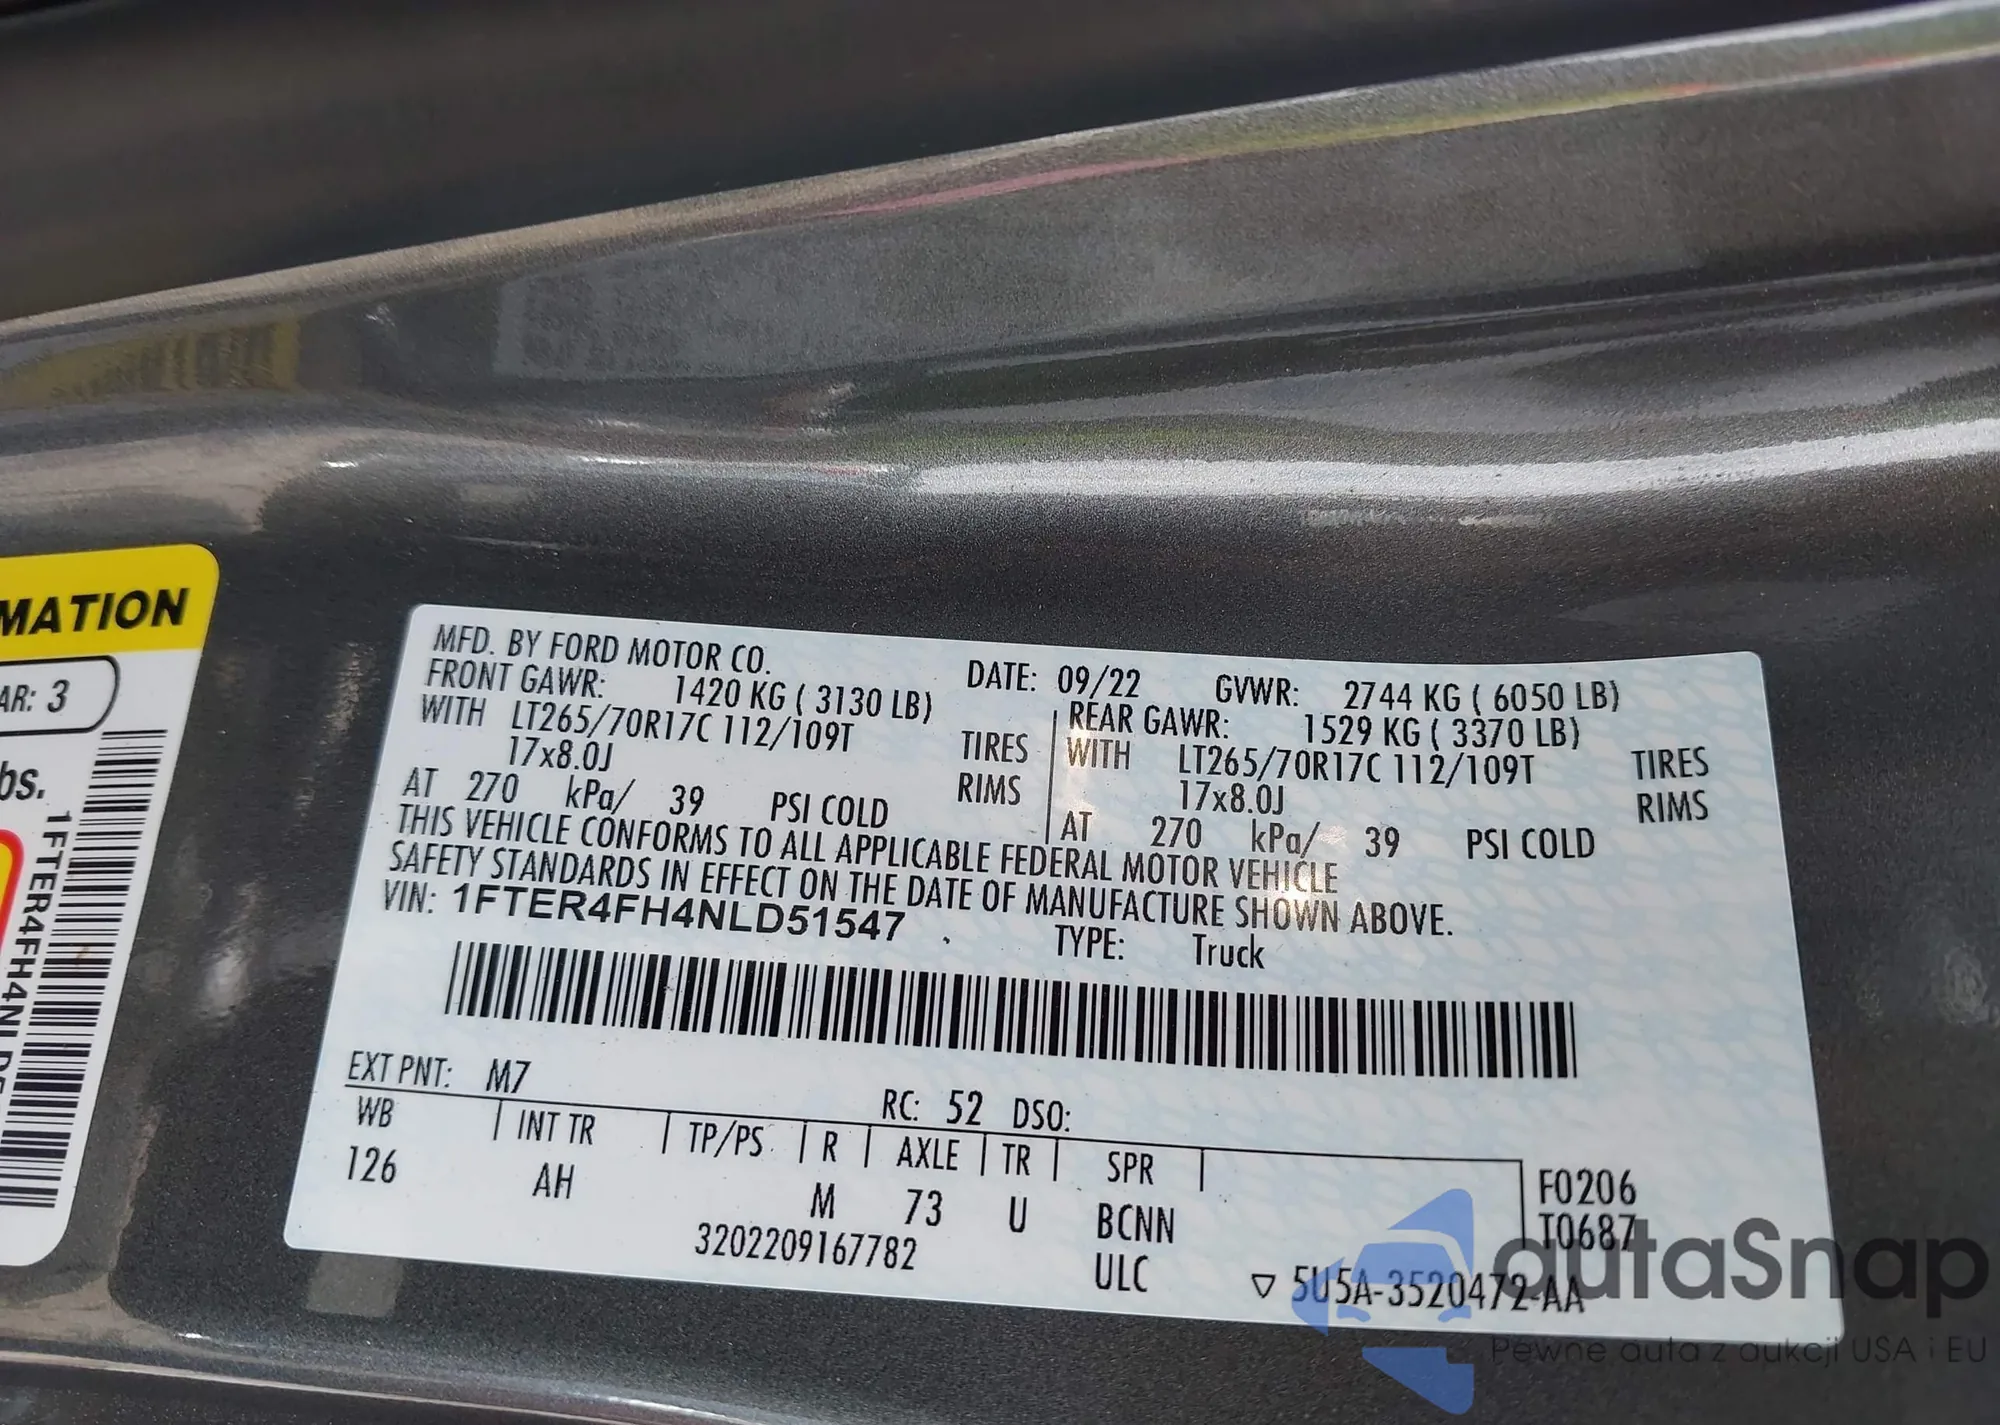 MATION
AR: 3
bs.
1FTER4FH4NLD5
MFD. BY FORD MOTOR CO. DATE: 09/22 GVWR: 2744 KG ( 6050 LB)
FRONT GAWR: 1420 KG ( 3130 LB) REAR GAWR: 1529 KG ( 3370 LB)
WITH LT265/70R17C 112/109T TIRES WITH LT265/70R17C 112/109T TIRES
17x8.0J RIMS 17x8.0J RIMS
AT 270 kPa/ 39 PSI COLD AT 270 kPa/ 39 PSI COLD
THIS VEHICLE CONFORMS TO ALL APPLICABLE FEDERAL MOTOR VEHICLE
SAFETY STANDARDS IN EFFECT ON THE DATE OF MANUFACTURE SHOWN ABOVE.
VIN: 1FTER4FH4NLD51547 TYPE: Truck
EXT PNT: M7 RC: 52 DSO:
WB INT TR TP/PS R AXLE TR SPR
126 AH M 73 U BCNN
F0206
T0687
3202209167782 ULC ▽ 5U5A-3520472-AA
autaSnap
Pewne auta z aukcji USA i EU